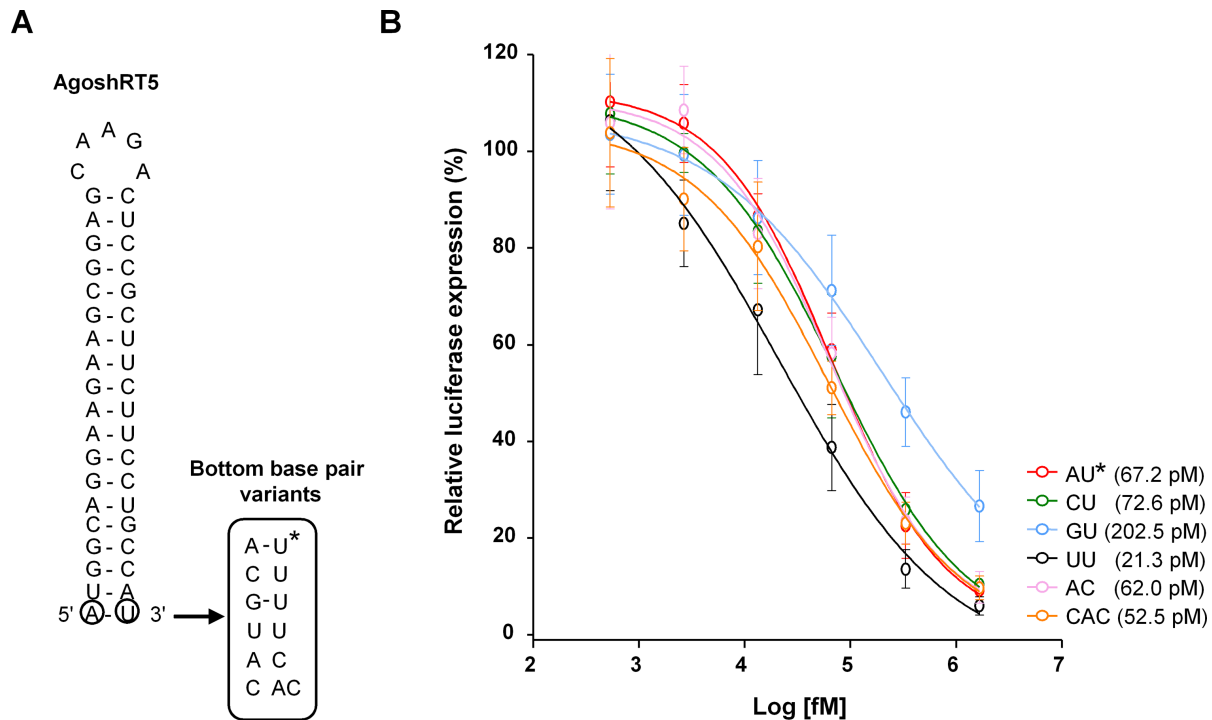 A
B
AgoshRT5
A
A G
C A
G - C
A - U
G - C
G - C
C - G
G - C
A - U
A - U
G - C
A - U
A - U
G - C
G - C
A - U
C - G
G - C
G - C
U - A
5' A - U 3'
Bottom base pair
variants
A-U*
C U
G-U
U U
A C
C AC
Relative luciferase expression (%)
120
100
80
60
40
20
0
2 3 4 5 6 7
Log [fM]
AU* (67.2 pM)
CU (72.6 pM)
GU (202.5 pM)
UU (21.3 pM)
AC (62.0 pM)
CAC (52.5 pM)